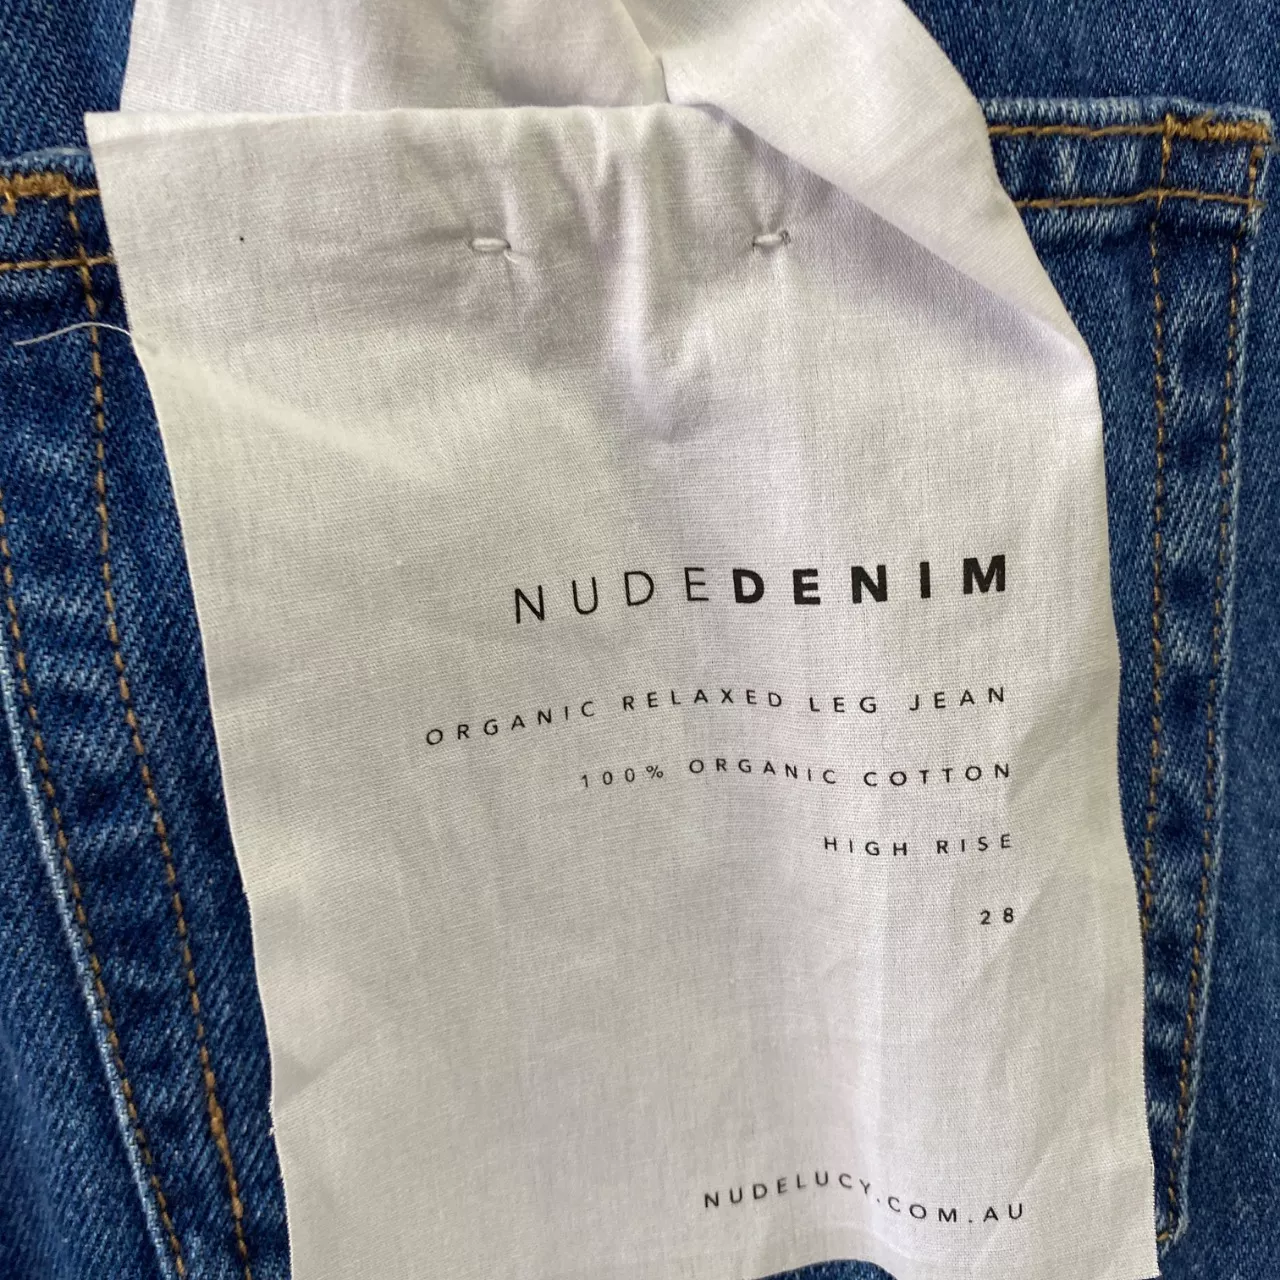 NUDEDENIM
ORGANIC RELAXED LEG JEAN
100% ORGANIC COTTON
HIGH RISE
28
NUDELUCY.COM.AU